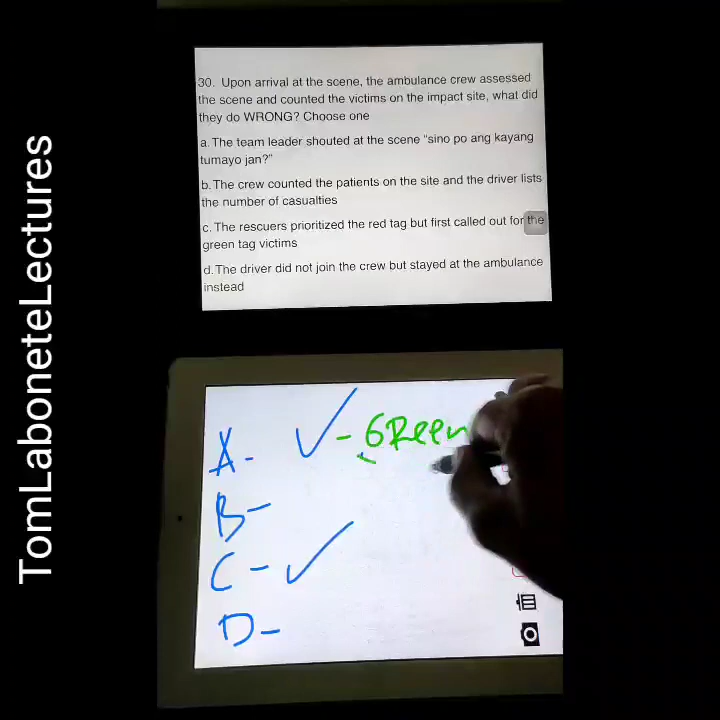 TomLaboneteLectures
30. Upon arrival at the scene, the ambulance crew assessed
the scene and counted the victims on the impact site, what did
they do WRONG? Choose one
a. The team leader shouted at the scene "sino po ang kayang
tumayo jan?"
b. The crew counted the patients on the site and the driver lists
the number of casualties
c. The rescuers prioritized the red tag but first called out for the
green tag victims
d. The driver did not join the crew but stayed at the ambulance
instead
A - ✓ - GReen
B -
C - ✓
D -